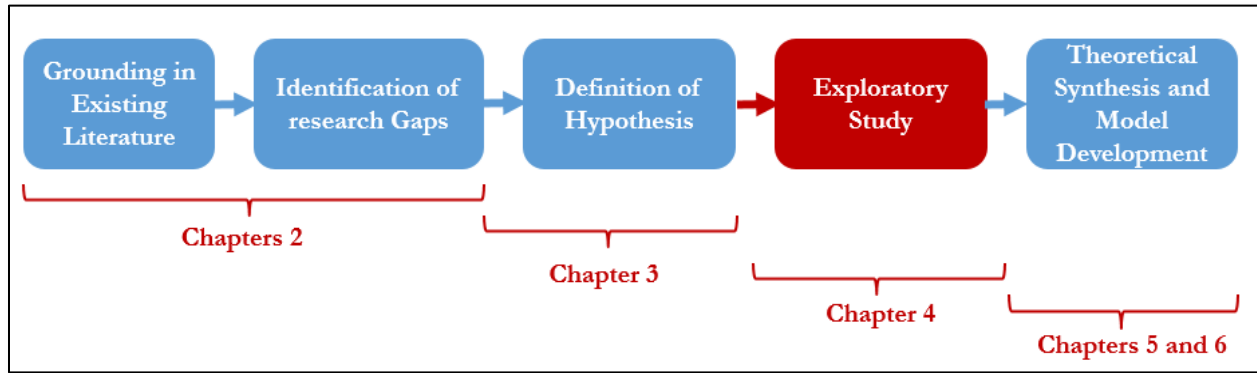 Grounding in
Existing
Literature
Identification of
research Gaps
Definition of
Hypothesis
Exploratory
Study
Theoretical
Synthesis and
Model
Development
Chapters 2
Chapter 3
Chapter 4
Chapters 5 and 6